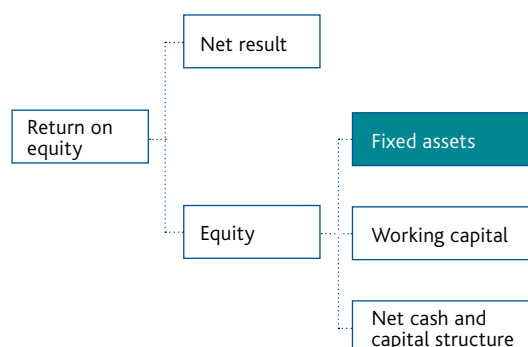 Net result
Return on
equity
Fixed assets
Equity
Working capital
Net cash and
capital structure